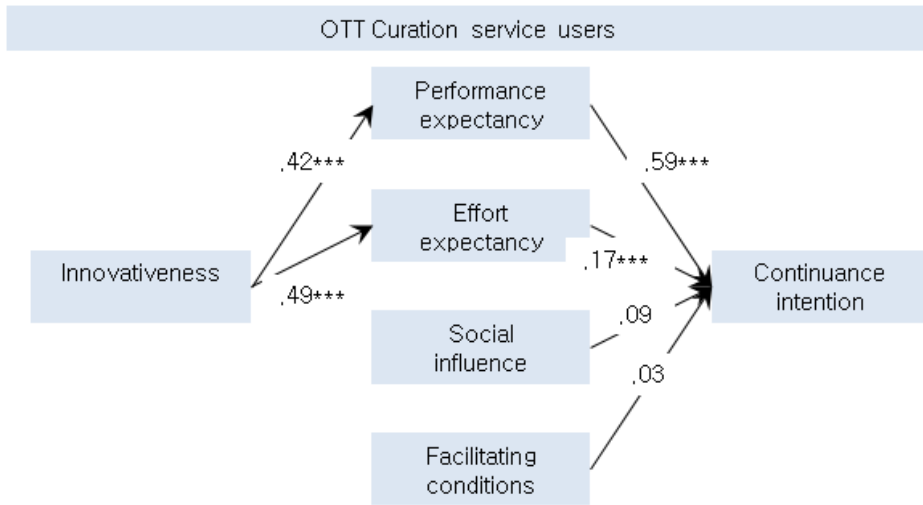 OTT Curation service users
Performance
expectancy
.42***
.59***
Effort
expectancy
.17***
Innovativeness
.49***
Continuance
intention
Social
influence
.09
.03
Facilitating
conditions